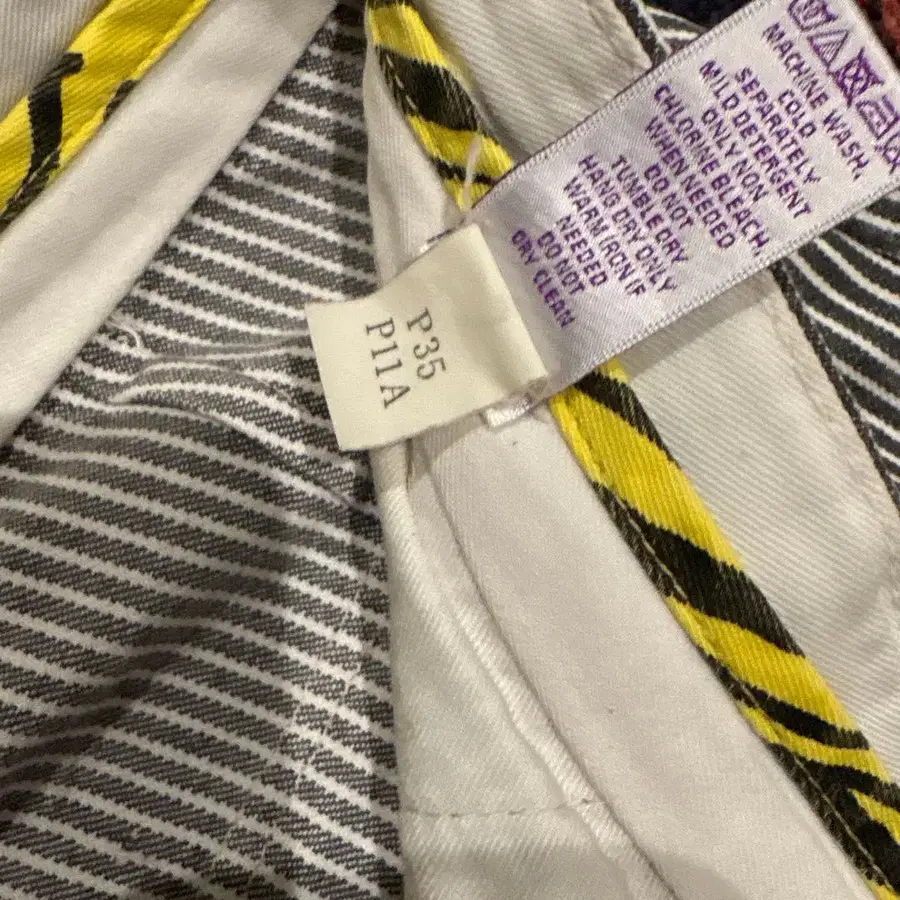 MACHINE WASH,
COLD
SEPARATELY
MILD DETERGENT
ONLY NON
CHLORINE BLEACH
WHEN NEEDED
DO NOT
TUMBLE DRY
HANG DRY ONLY
WARM IRON IF
NEEDED
DO NOT
DRY CLEAN
P35
P11A